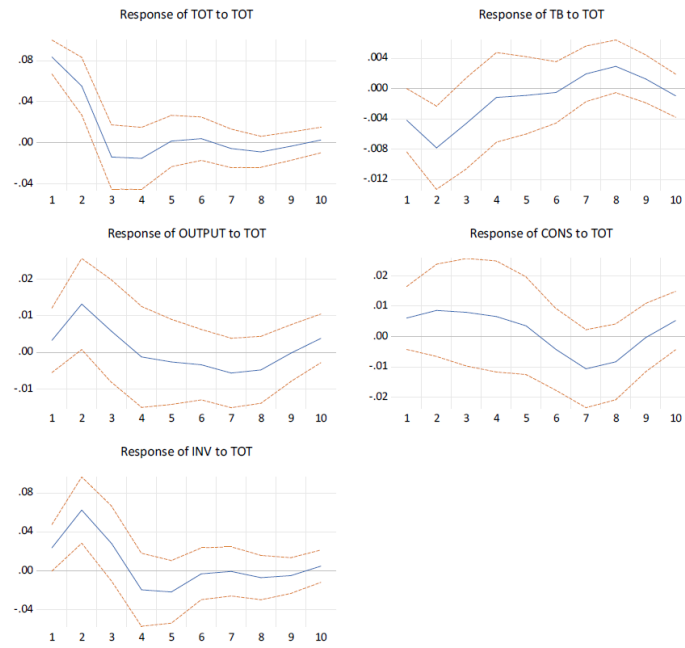 Response of TOT to TOT
.08
.04
.00
-.04
1 2 3 4 5 6 7 8 9 10
Response of TB to TOT
.004
.000
-.004
-.008
-.012
1 2 3 4 5 6 7 8 9 10
Response of OUTPUT to TOT
.02
.01
.00
-.01
1 2 3 4 5 6 7 8 9 10
Response of CONS to TOT
.02
.01
.00
-.01
-.02
1 2 3 4 5 6 7 8 9 10
Response of INV to TOT
.08
.04
.00
-.04
1 2 3 4 5 6 7 8 9 10